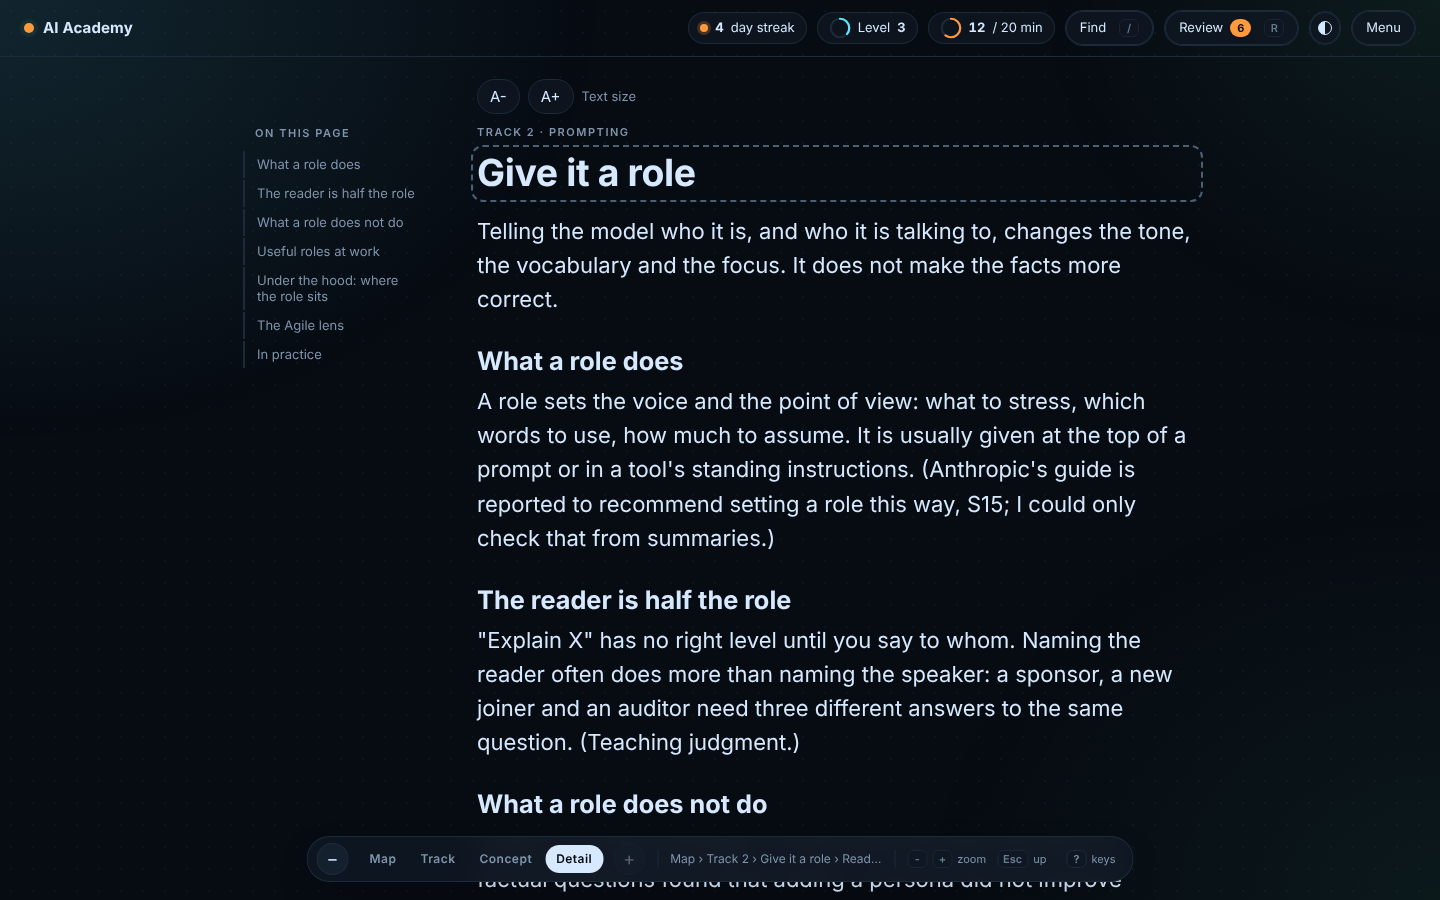 AI Academy
4 day streak
Level 3
12 / 20 min
Find /
Review 6 R
Menu
A- A+ Text size
ON THIS PAGE
What a role does
The reader is half the role
What a role does not do
Useful roles at work
Under the hood: where
the role sits
The Agile lens
In practice
TRACK 2 · PROMPTING
Give it a role
Telling the model who it is, and who it is talking to, changes the tone,
the vocabulary and the focus. It does not make the facts more
correct.
What a role does
A role sets the voice and the point of view: what to stress, which
words to use, how much to assume. It is usually given at the top of a
prompt or in a tool's standing instructions. (Anthropic's guide is
reported to recommend setting a role this way, S15; I could only
check that from summaries.)
The reader is half the role
"Explain X" has no right level until you say to whom. Naming the
reader often does more than naming the speaker: a sponsor, a new
joiner and an auditor need three different answers to the same
question. (Teaching judgment.)
What a role does not do
factual questions found that adding a persona did not improve
− Map Track Concept Detail + Map › Track 2 › Give it a role › Read... - + zoom Esc up ? keys